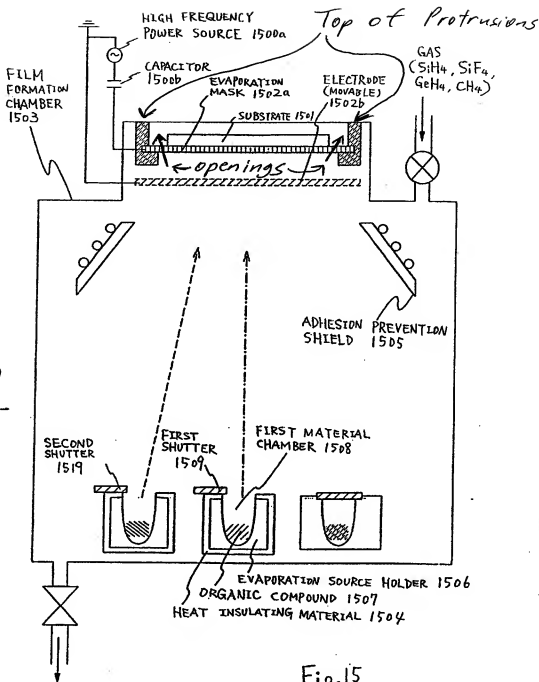 HIGH FREQUENCY
POWER SOURCE 1500a
Top of Protrusions
CAPACITOR
1500b
GAS
(SiH4, SiF4,
GeH4, CH4)
FILM
FORMATION
CHAMBER
1503
EVAPORATION
MASK 1502a
ELECTRODE
(MOVABLE)
1502b
SUBSTRATE 1501
openings
ADHESION PREVENTION
SHIELD 1505
SECOND
SHUTTER
1519
FIRST
SHUTTER
1509
FIRST MATERIAL
CHAMBER 1508
EVAPORATION SOURCE HOLDER 1506
ORGANIC COMPOUND 1507
HEAT INSULATING MATERIAL 1504
Fig.15